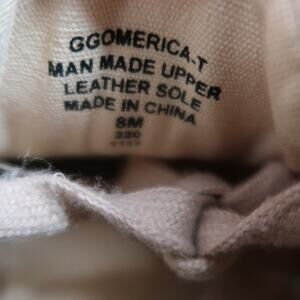 GGOMERICA-T
MAN MADE UPPER
LEATHER SOLE
MADE IN CHINA
8M
220